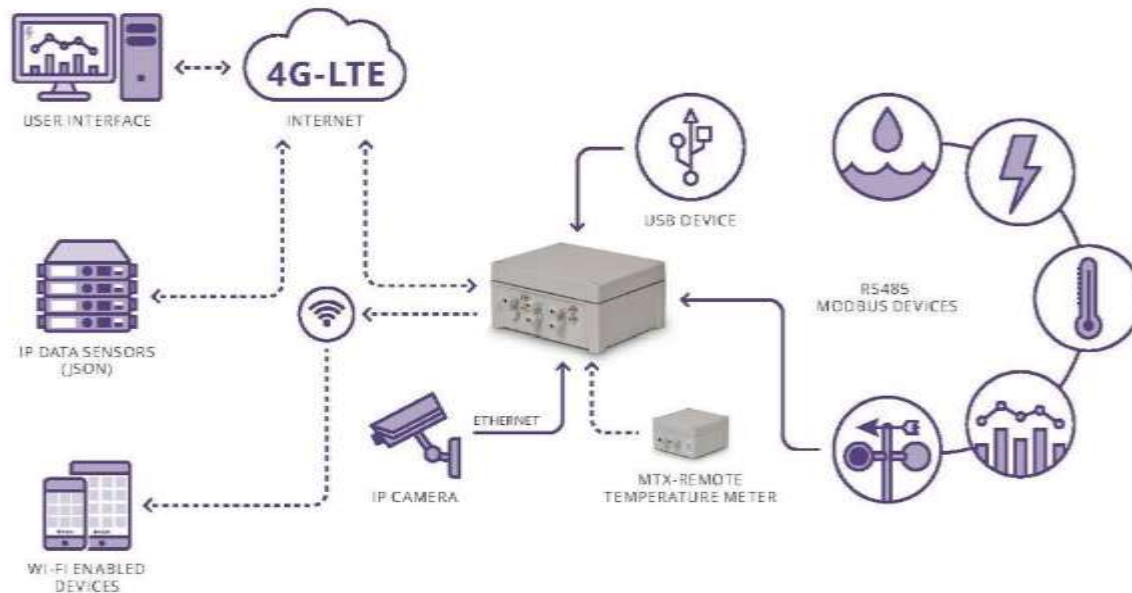 4G-LTE
USER INTERFACE
INTERNET
USB DEVICE
RS485
MODBUS DEVICES
IP DATA SENSORS
(JSON)
ETHERNET
IP CAMERA
MTX-REMOTE
TEMPERATURE METER
WI-FI ENABLED
DEVICES